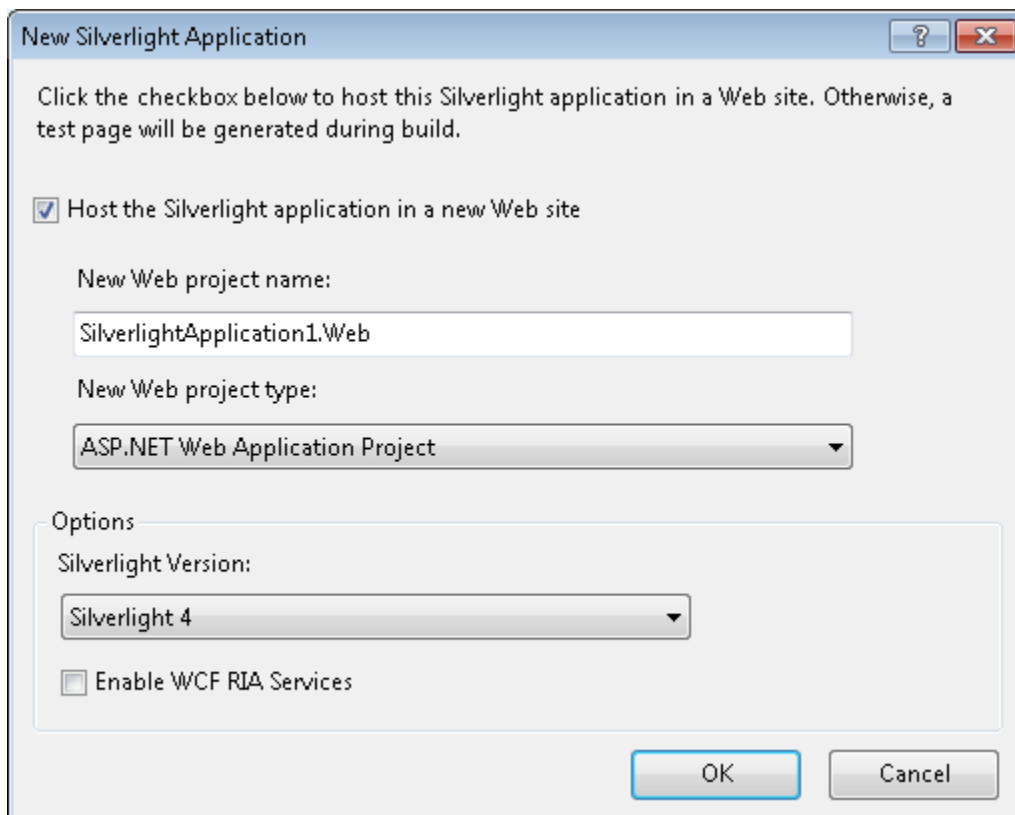 New Silverlight Application
Click the checkbox below to host this Silverlight application in a Web site. Otherwise, a
test page will be generated during build.
Host the Silverlight application in a new Web site
New Web project name:
SilverlightApplication1.Web
New Web project type:
ASP.NET Web Application Project
Options
Silverlight Version:
Silverlight 4
Enable WCF RIA Services
OK Cancel